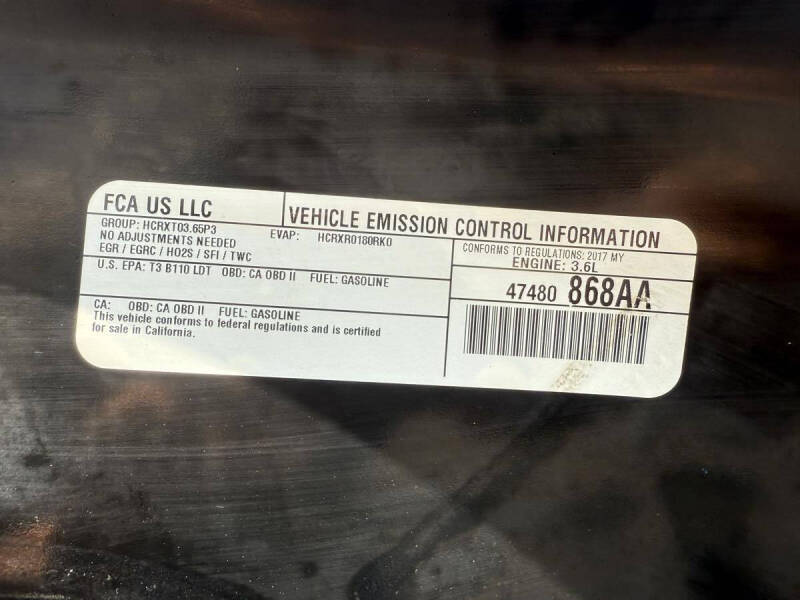 FCA US LLC
VEHICLE EMISSION CONTROL INFORMATION
GROUP: HCRXT03.65P3 EVAP: HCRXR0180RK0
NO ADJUSTMENTS NEEDED
EGR / EGRC / HO2S / SFI / TWC
CONFORMS TO REGULATIONS: 2017 MY
ENGINE: 3.6L
U.S. EPA: T3 B110 LDT OBD: CA OBD II FUEL: GASOLINE
47480 868AA
CA: OBD: CA OBD II FUEL: GASOLINE
This vehicle conforms to federal regulations and is certified
for sale in California.